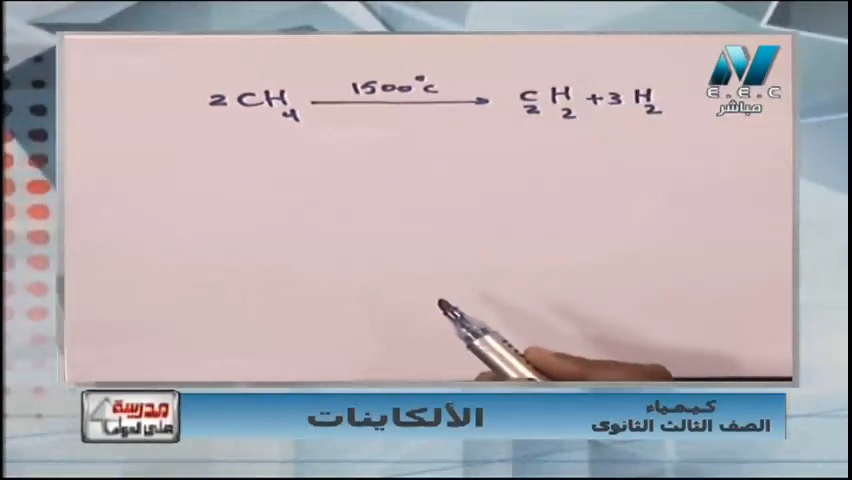 2CH₄ 1500°C → C₂H₂ + 3H₂
E.E.C
مباشر
مدرسة
على الهواء
الألكاينات
كيمياء
الصف الثالث الثانوى